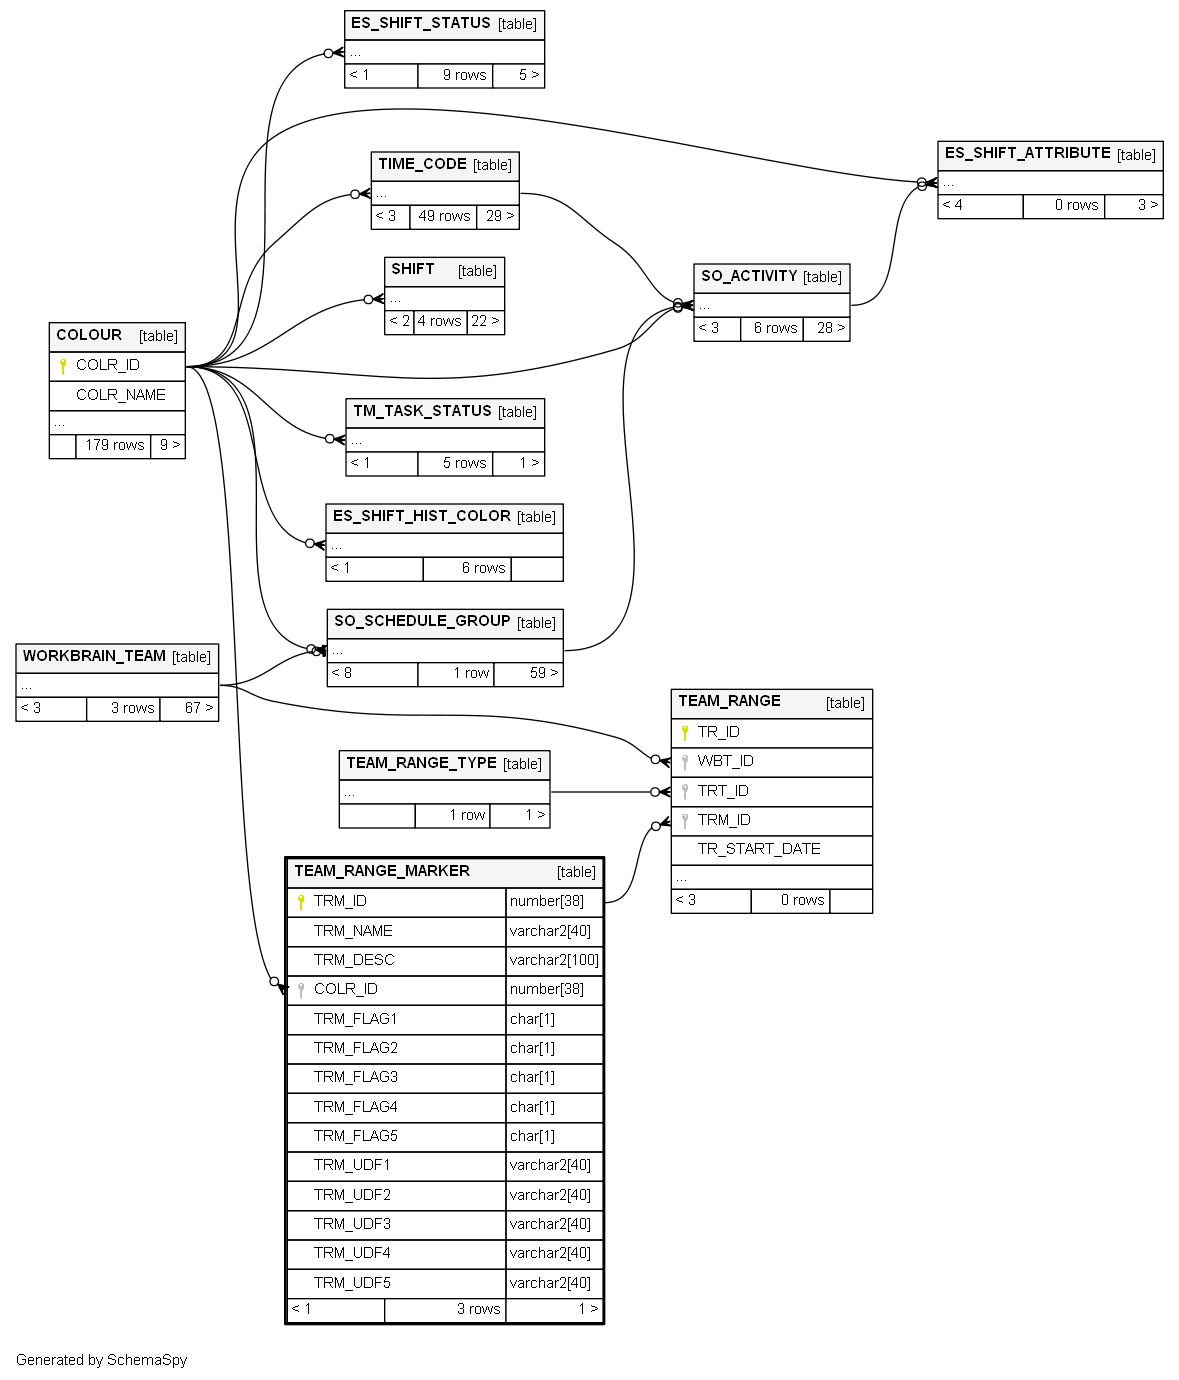 ES_SHIFT_STATUS [table]
...
< 1 9 rows 5 >
TIME_CODE [table]
...
< 3 49 rows 29 >
ES_SHIFT_ATTRIBUTE [table]
...
< 4 0 rows 3 >
SHIFT [table]
...
< 2 4 rows 22 >
SO_ACTIVITY [table]
...
< 3 6 rows 28 >
COLOUR [table]
COLR_ID
COLR_NAME
...
179 rows 9 >
TM_TASK_STATUS [table]
...
< 1 5 rows 1 >
ES_SHIFT_HIST_COLOR [table]
...
< 1 6 rows
SO_SCHEDULE_GROUP [table]
...
< 8 1 row 59 >
WORKBRAIN_TEAM [table]
...
< 3 3 rows 67 >
TEAM_RANGE [table]
TR_ID
WBT_ID
TRT_ID
TRM_ID
TR_START_DATE
...
< 3 0 rows
TEAM_RANGE_TYPE [table]
...
1 row 1 >
TEAM_RANGE_MARKER [table]
TRM_ID number[38]
TRM_NAME varchar2[40]
TRM_DESC varchar2[100]
COLR_ID number[38]
TRM_FLAG1 char[1]
TRM_FLAG2 char[1]
TRM_FLAG3 char[1]
TRM_FLAG4 char[1]
TRM_FLAG5 char[1]
TRM_UDF1 varchar2[40]
TRM_UDF2 varchar2[40]
TRM_UDF3 varchar2[40]
TRM_UDF4 varchar2[40]
TRM_UDF5 varchar2[40]
< 1 3 rows 1 >
Generated by SchemaSpy